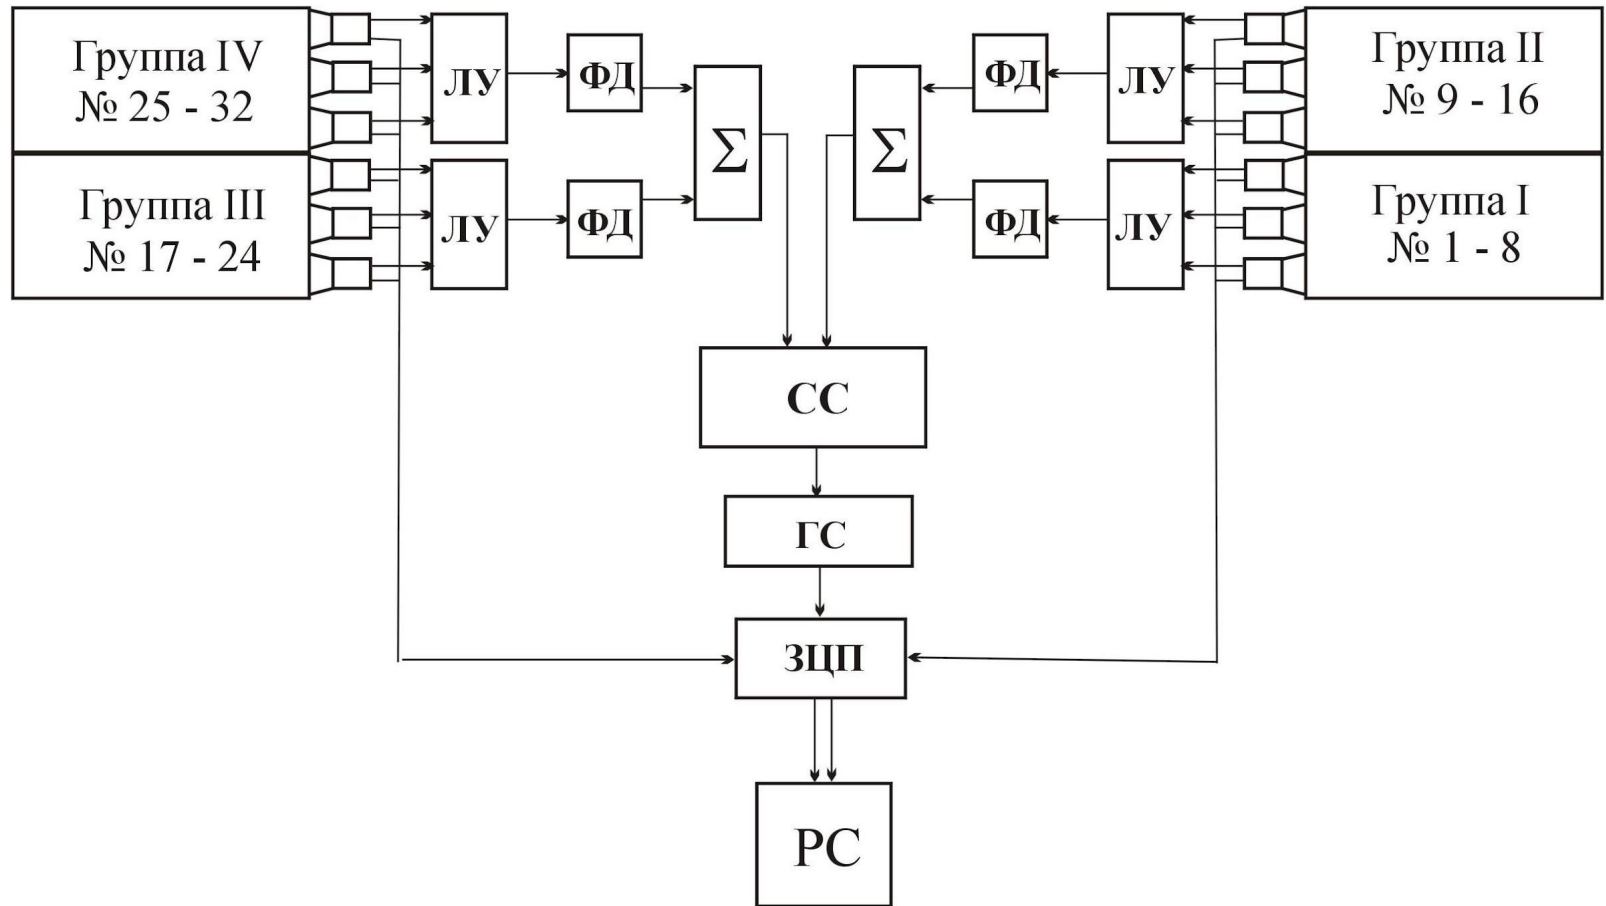 Группа IV
№ 25 - 32
ЛУ
ФД
Σ
Σ
ФД
ЛУ
Группа II
№ 9 - 16
Группа III
№ 17 - 24
ЛУ
ФД
ФД
ЛУ
Группа I
№ 1 - 8
СС
ГС
ЗЦП
РС